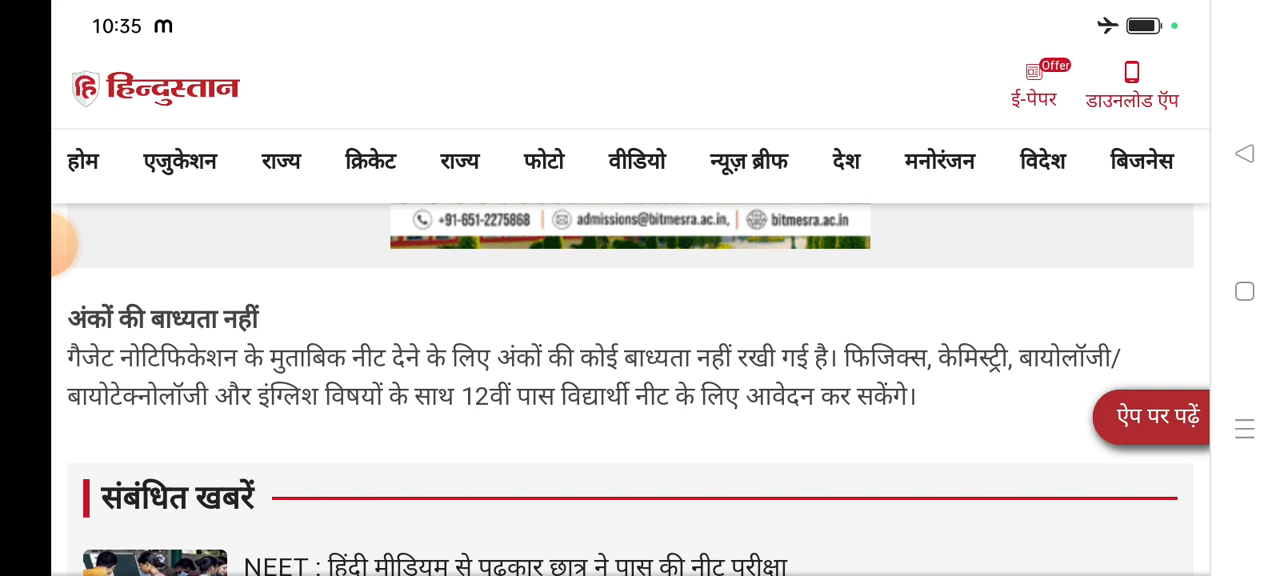 10:35
हि हिन्दुस्तान
Offer
ई-पेपर
डाउनलोड ऍप
होम एजुकेशन राज्य क्रिकेट राज्य फोटो वीडियो न्यूज़ ब्रीफ देश मनोरंजन विदेश बिजनेस
+91-651-2275868 | admissions@bitmesra.ac.in, | bitmesra.ac.in
अंकों की बाध्यता नहीं
गैजेट नोटिफिकेशन के मुताबिक नीट देने के लिए अंकों की कोई बाध्यता नहीं रखी गई है। फिजिक्स, केमिस्ट्री, बायोलॉजी/
बायोटेक्नोलॉजी और इंग्लिश विषयों के साथ 12वीं पास विद्यार्थी नीट के लिए आवेदन कर सकेंगे।
ऐप पर पढ़ें
संबंधित खबरें
NEET : हिंदी मीडियम से पढ़कार छात्र ने पास की नीट परीक्षा